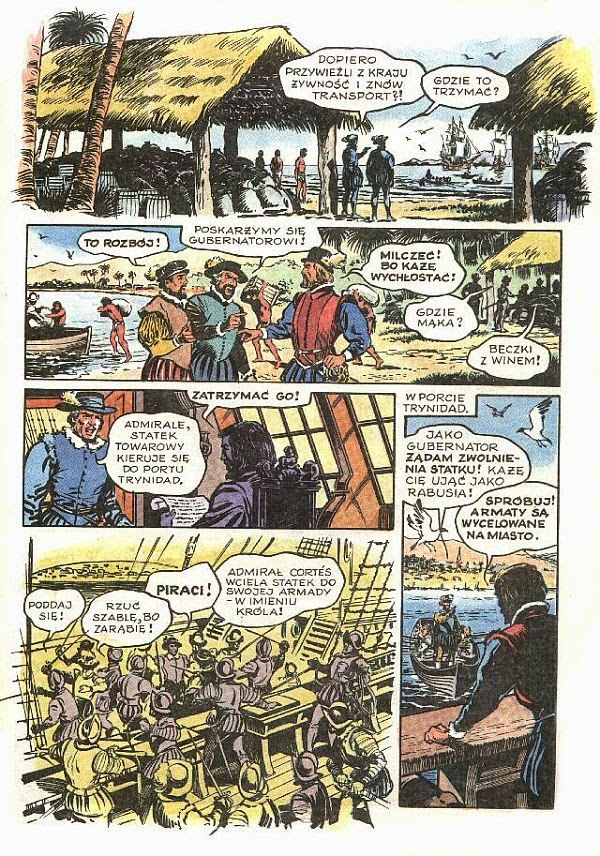 DOPIERO
PRZYWIEŹLI Z KRAJU
ŻYWNOŚĆ I ZNÓW
TRANSPORT?!
GDZIE TO
TRZYMAĆ?
TO ROZBÓJ!
POSKARŻYMY SIĘ
GUBERNATOROWI!
MILCZEĆ!
BO KAŻĘ
WYCHŁOSTAĆ!
GDZIE
MĄKA?
BECZKI
Z WINEM!
ZATRZYMAĆ GO!
ADMIRALE,
STATEK
TOWAROWY
KIERUJE SIĘ
DO PORTU
TRYNIDAD.
PODDAJ
SIĘ!
RZUĆ
SZABLĘ, BO
ZARĄBIĘ!
PIRACI!
ADMIRAŁ CORTÉS
WCIELA STATEK DO
SWOJEJ ARMADY
- W IMIENIU
KRÓLA!
W PORCIE
TRYNIDAD.
JAKO
GUBERNATOR
ŻĄDAM ZWOLNIE-
NIA STATKU! KAŻĘ
CIĘ UJĄĆ JAKO
RABUSIA!
SPRÓBUJ!
ARMATY SĄ
WYCELOWANE
NA MIASTO.